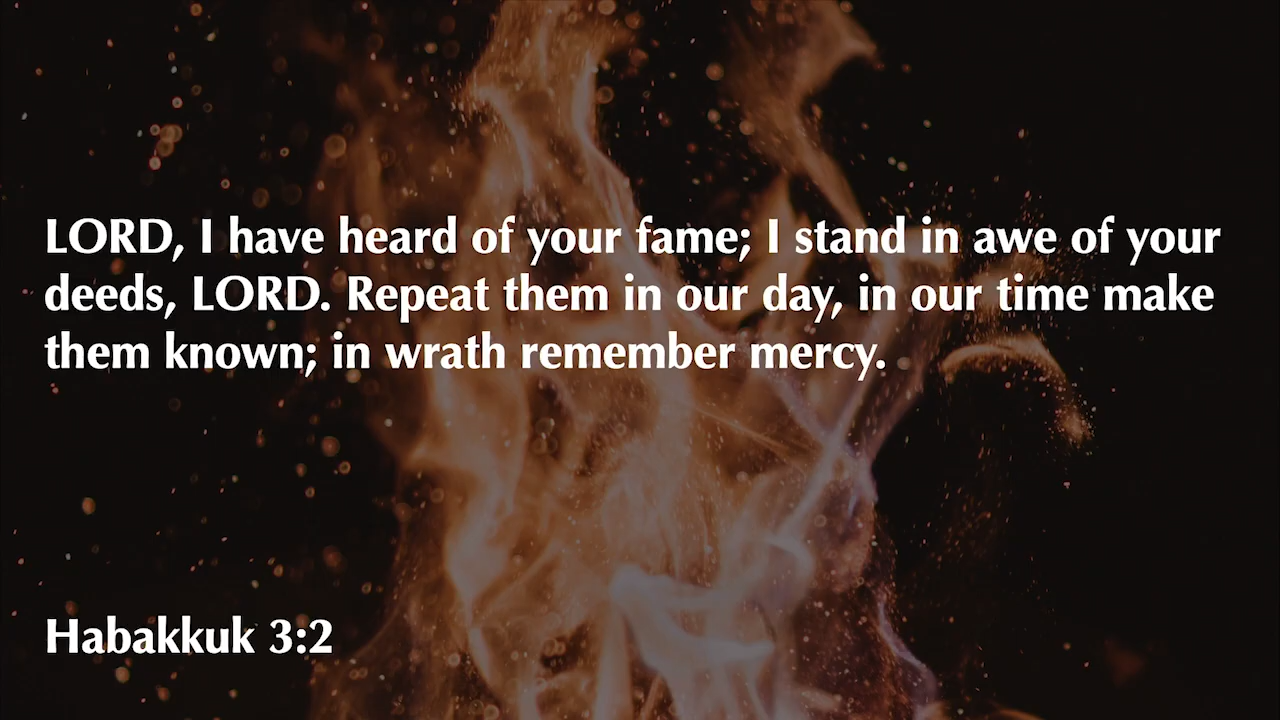 LORD, I have heard of your fame; I stand in awe of your
deeds, LORD. Repeat them in our day, in our time make
them known; in wrath remember mercy.
Habakkuk 3:2